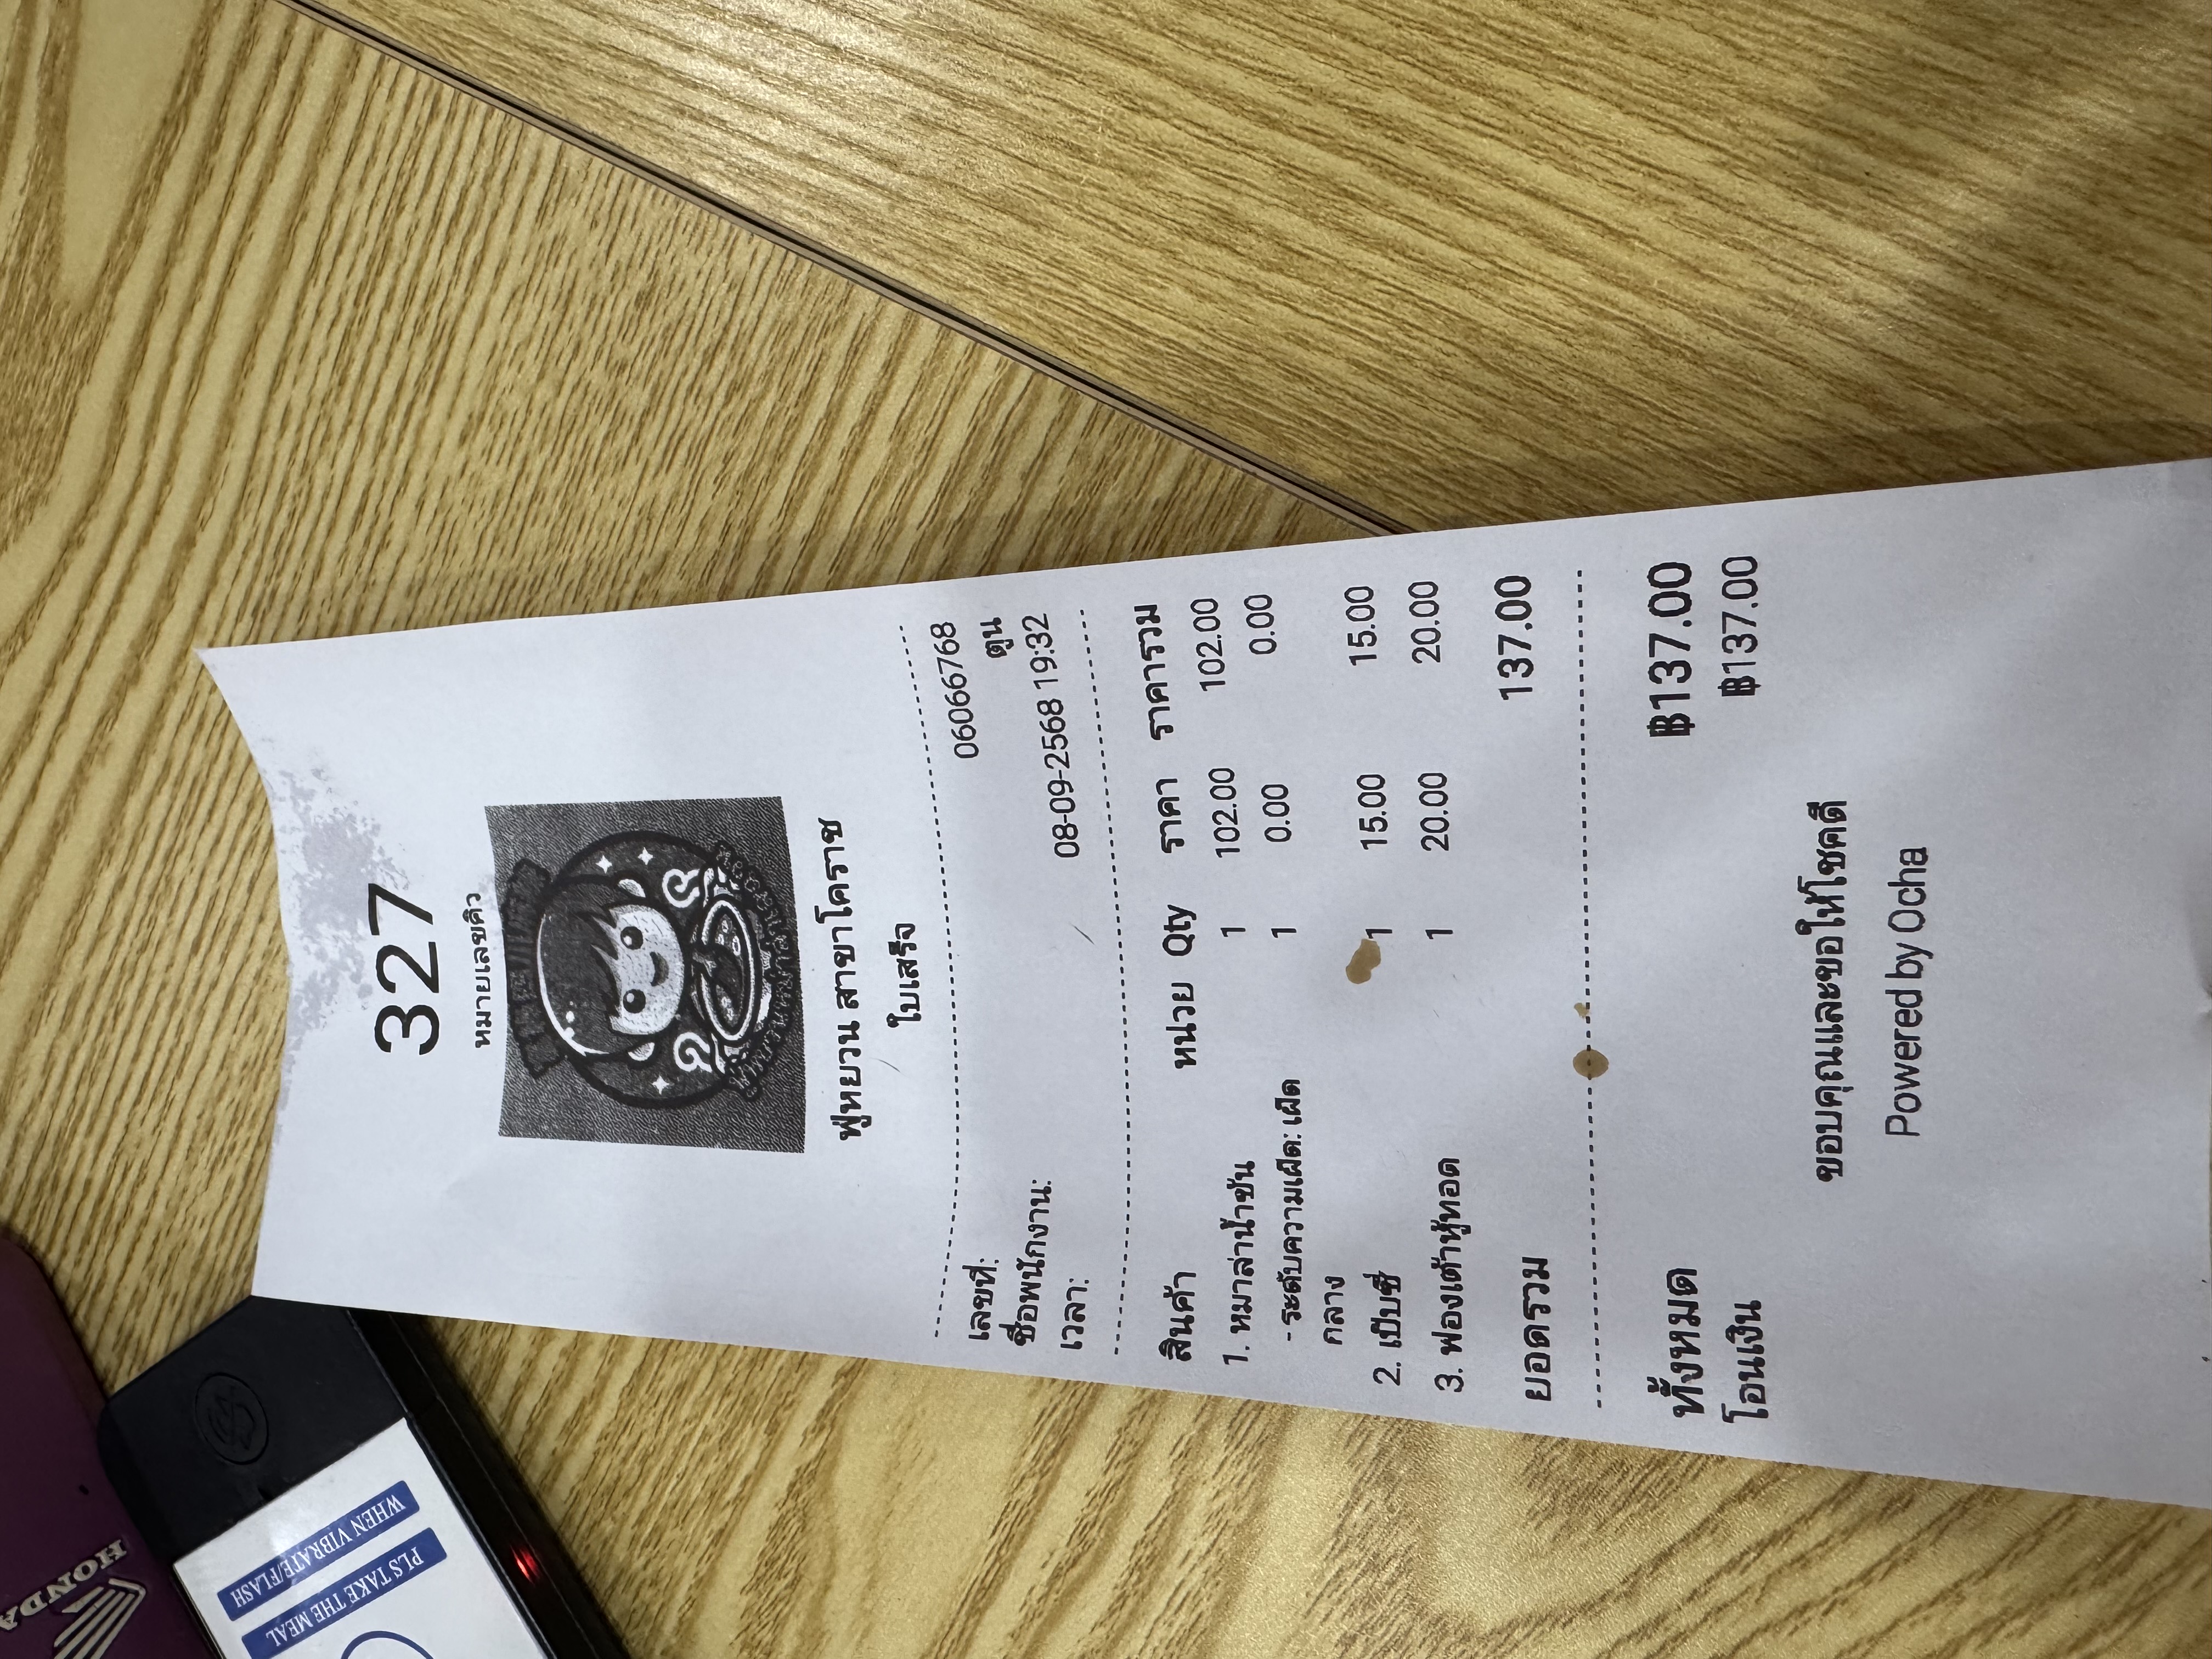 HONDA
PLS TAKE THE MEAL
WHEN VIBRATE/FLASH
327
หมายเลขคิว
ฟู่หยวน สาขาโคราช
ใบเสร็จ
เลขที่: 06066768
ชื่อพนักงาน: ตูน
เวลา: 08-09-2568 19:32
สินค้า หน่วย Qty ราคา ราคารวม
1. หมาล่าน้ำข้น 1 102.00 102.00
- ระดับความเผ็ด: เผ็ด 1 0.00 0.00
กลาง
2. เป๊บซี่ 1 15.00 15.00
3. ฟองเต้าหู้ทอด 1 20.00 20.00
ยอดรวม 137.00
ทั้งหมด ฿137.00
โอนเงิน ฿137.00
ขอบคุณและขอให้โชคดี
Powered by Ocha